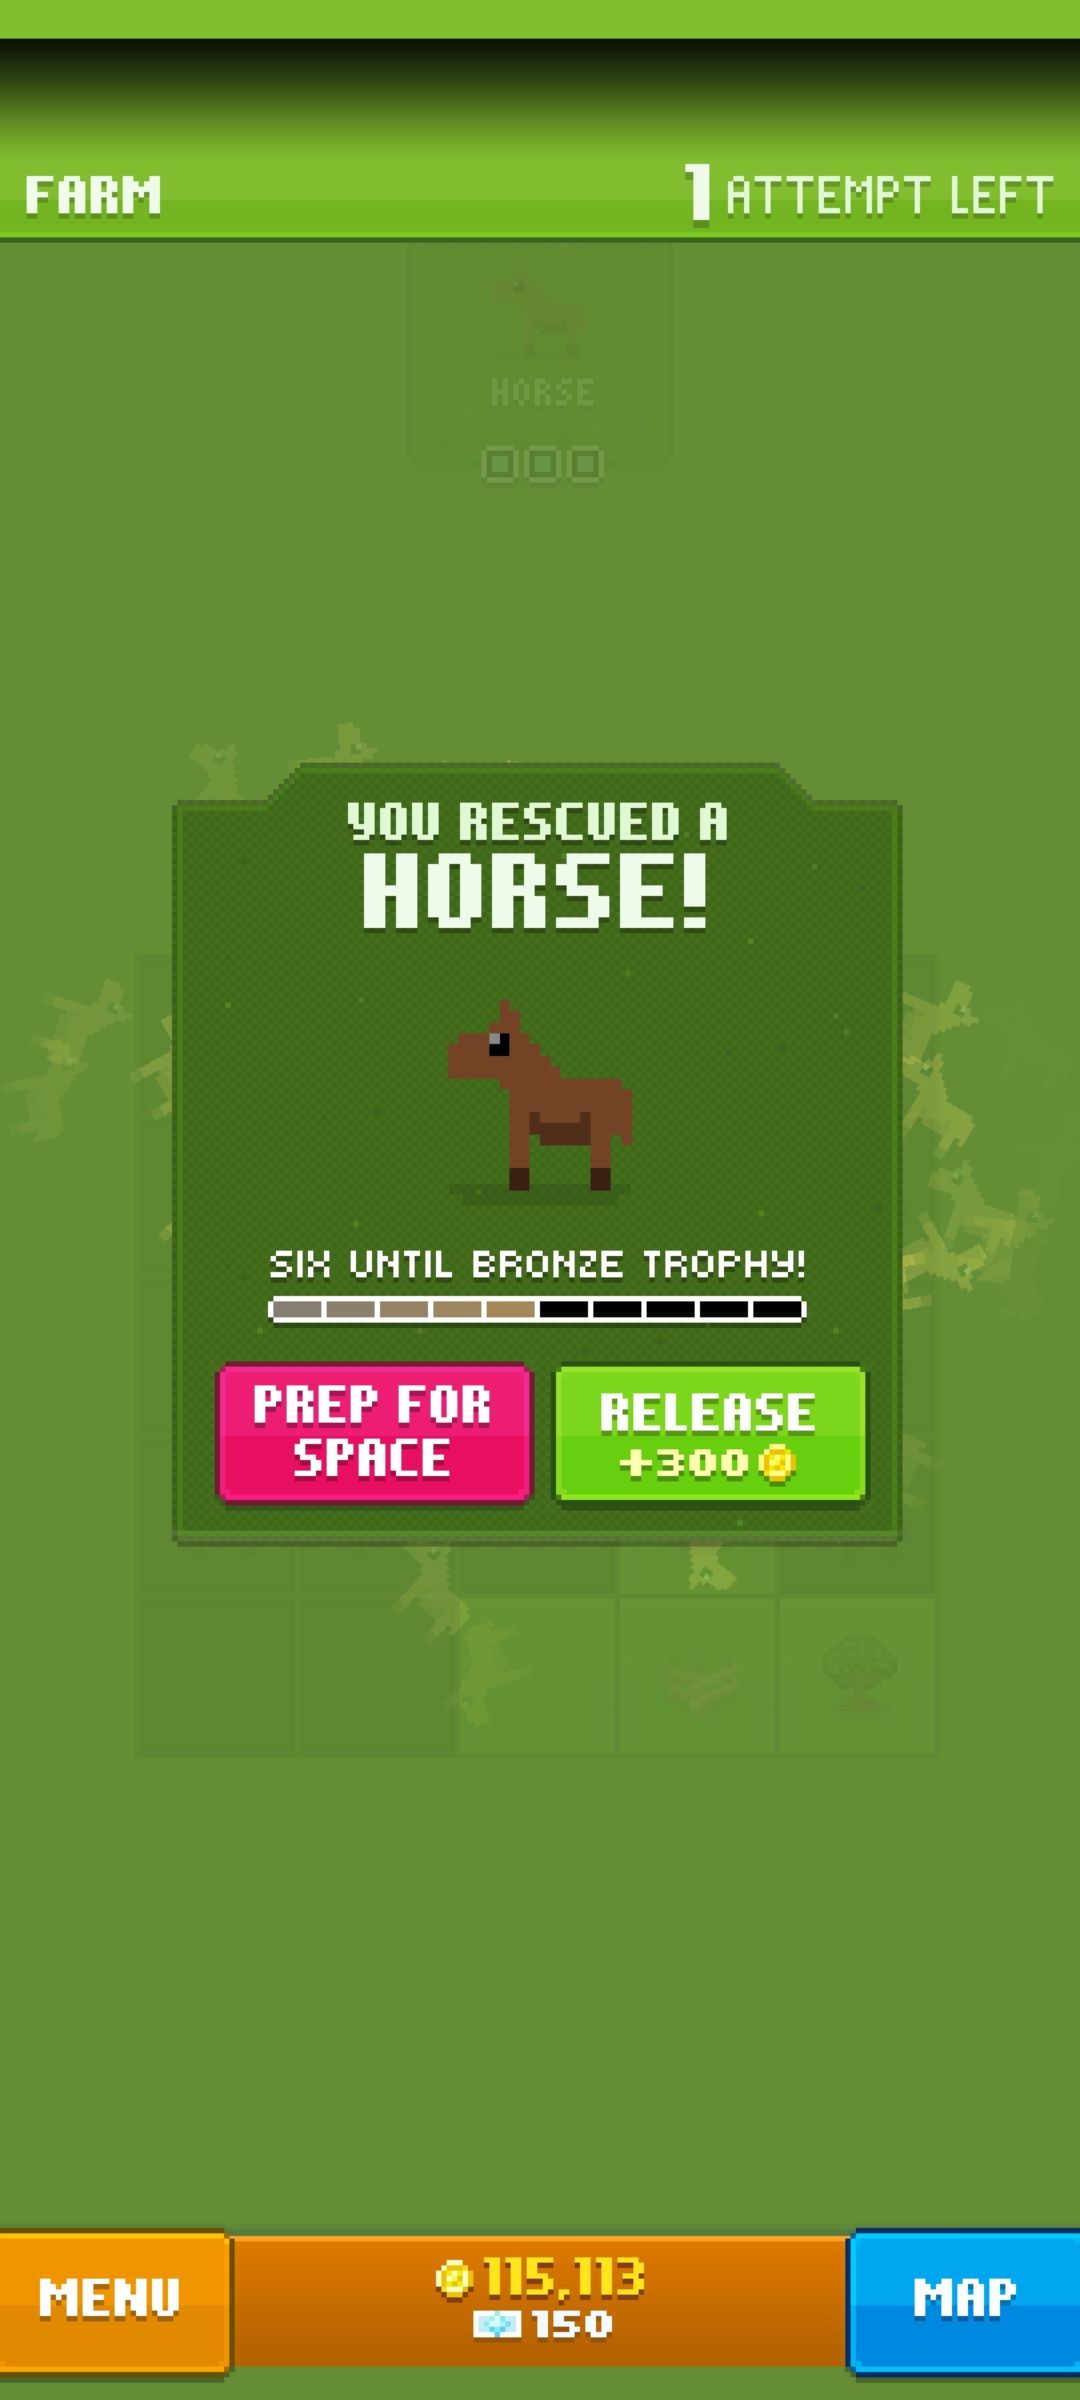 FARM
1 ATTEMPT LEFT
HORSE
YOU RESCUED A
HORSE!
SIX UNTIL BRONZE TROPHY!
PREP FOR
SPACE
RELEASE
+300
MENU
115,113
150
MAP